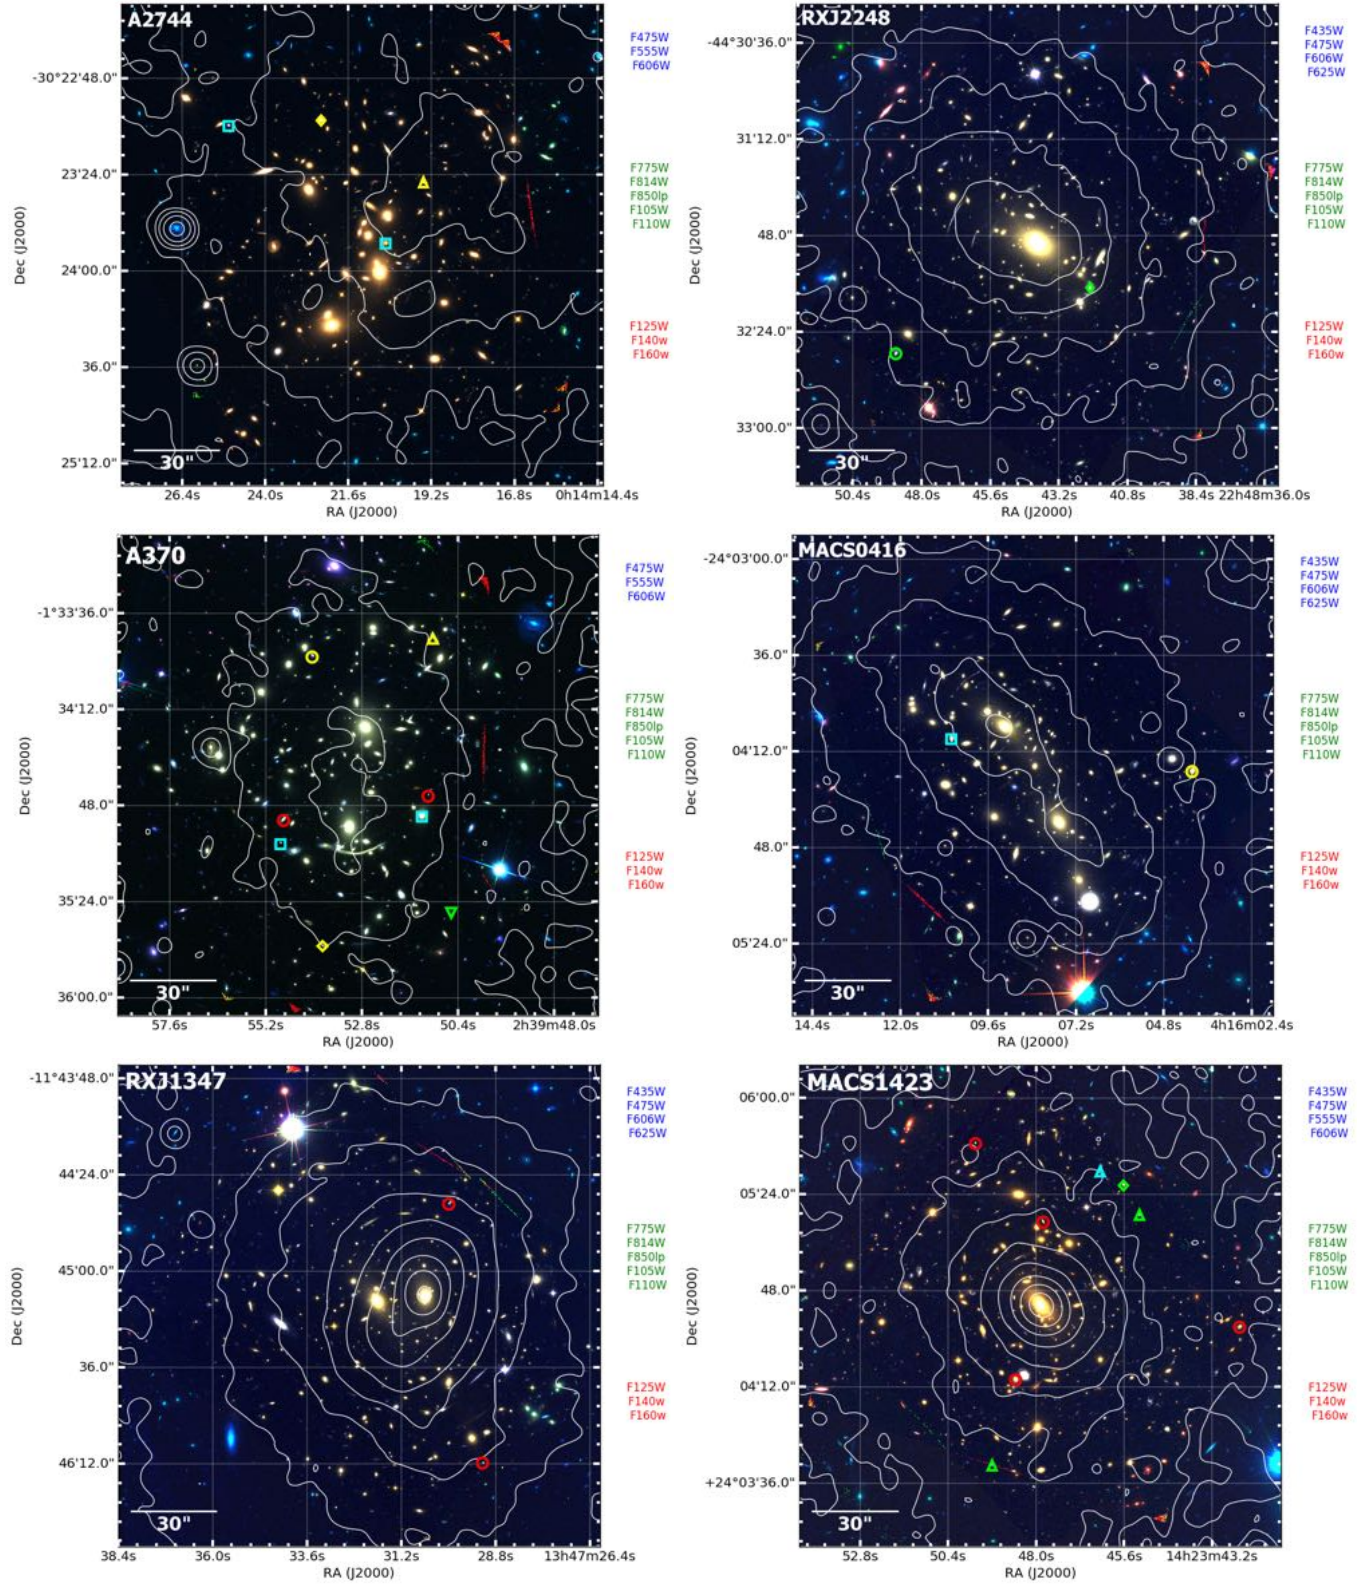 A2744
F475W
F555W
F606W
F775W
F814W
F850lp
F105W
F110W
F125W
F140w
F160w
-30°22'48.0"
23'24.0"
24'00.0"
36.0"
25'12.0"
Dec (J2000)
30"
26.4s 24.0s 21.6s 19.2s 16.8s 0h14m14.4s
RA (J2000)
RXJ2248
F435W
F475W
F606W
F625W
F775W
F814W
F850lp
F105W
F110W
F125W
F140w
F160w
-44°30'36.0"
31'12.0"
48.0"
32'24.0"
33'00.0"
Dec (J2000)
30"
50.4s 48.0s 45.6s 43.2s 40.8s 38.4s 22h48m36.0s
RA (J2000)
A370
F475W
F555W
F606W
F775W
F814W
F850lp
F105W
F110W
F125W
F140w
F160w
-1°33'36.0"
34'12.0"
48.0"
35'24.0"
36'00.0"
Dec (J2000)
30"
57.6s 55.2s 52.8s 50.4s 2h39m48.0s
RA (J2000)
MACS0416
F435W
F475W
F606W
F625W
F775W
F814W
F850lp
F105W
F110W
F125W
F140w
F160w
-24°03'00.0"
36.0"
04'12.0"
48.0"
05'24.0"
Dec (J2000)
30"
14.4s 12.0s 09.6s 07.2s 04.8s 4h16m02.4s
RA (J2000)
RXJ1347
F435W
F475W
F606W
F625W
F775W
F814W
F850lp
F105W
F110W
F125W
F140w
F160w
-11°43'48.0"
44'24.0"
45'00.0"
36.0"
46'12.0"
Dec (J2000)
30"
38.4s 36.0s 33.6s 31.2s 28.8s 13h47m26.4s
RA (J2000)
MACS1423
F435W
F475W
F555W
F606W
F775W
F814W
F850lp
F105W
F110W
F125W
F140w
F160w
06'00.0"
05'24.0"
48.0"
04'12.0"
+24°03'36.0"
Dec (J2000)
30"
52.8s 50.4s 48.0s 45.6s 14h23m43.2s
RA (J2000)